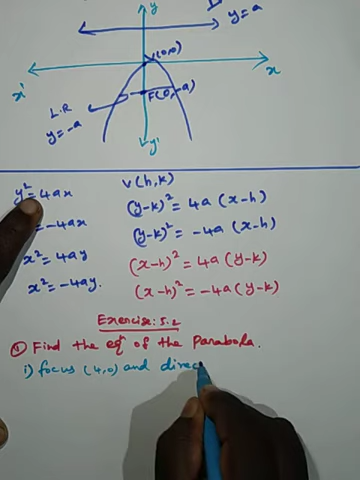 y
y = a
V(0,0)
x' x
F(0,-a)
L.R
y = -a
y'
y² = 4ax V(h,k)
(y-k)² = 4a (x-h)
= -4ax (y-k)² = -4a (x-h)
x² = 4ay (x-h)² = 4a (y-k)
x² = -4ay. (x-h)² = -4a (y-k)
Exercise: 5.2
① Find the eqⁿ of the Parabola.
i) focus (4,0) and direc